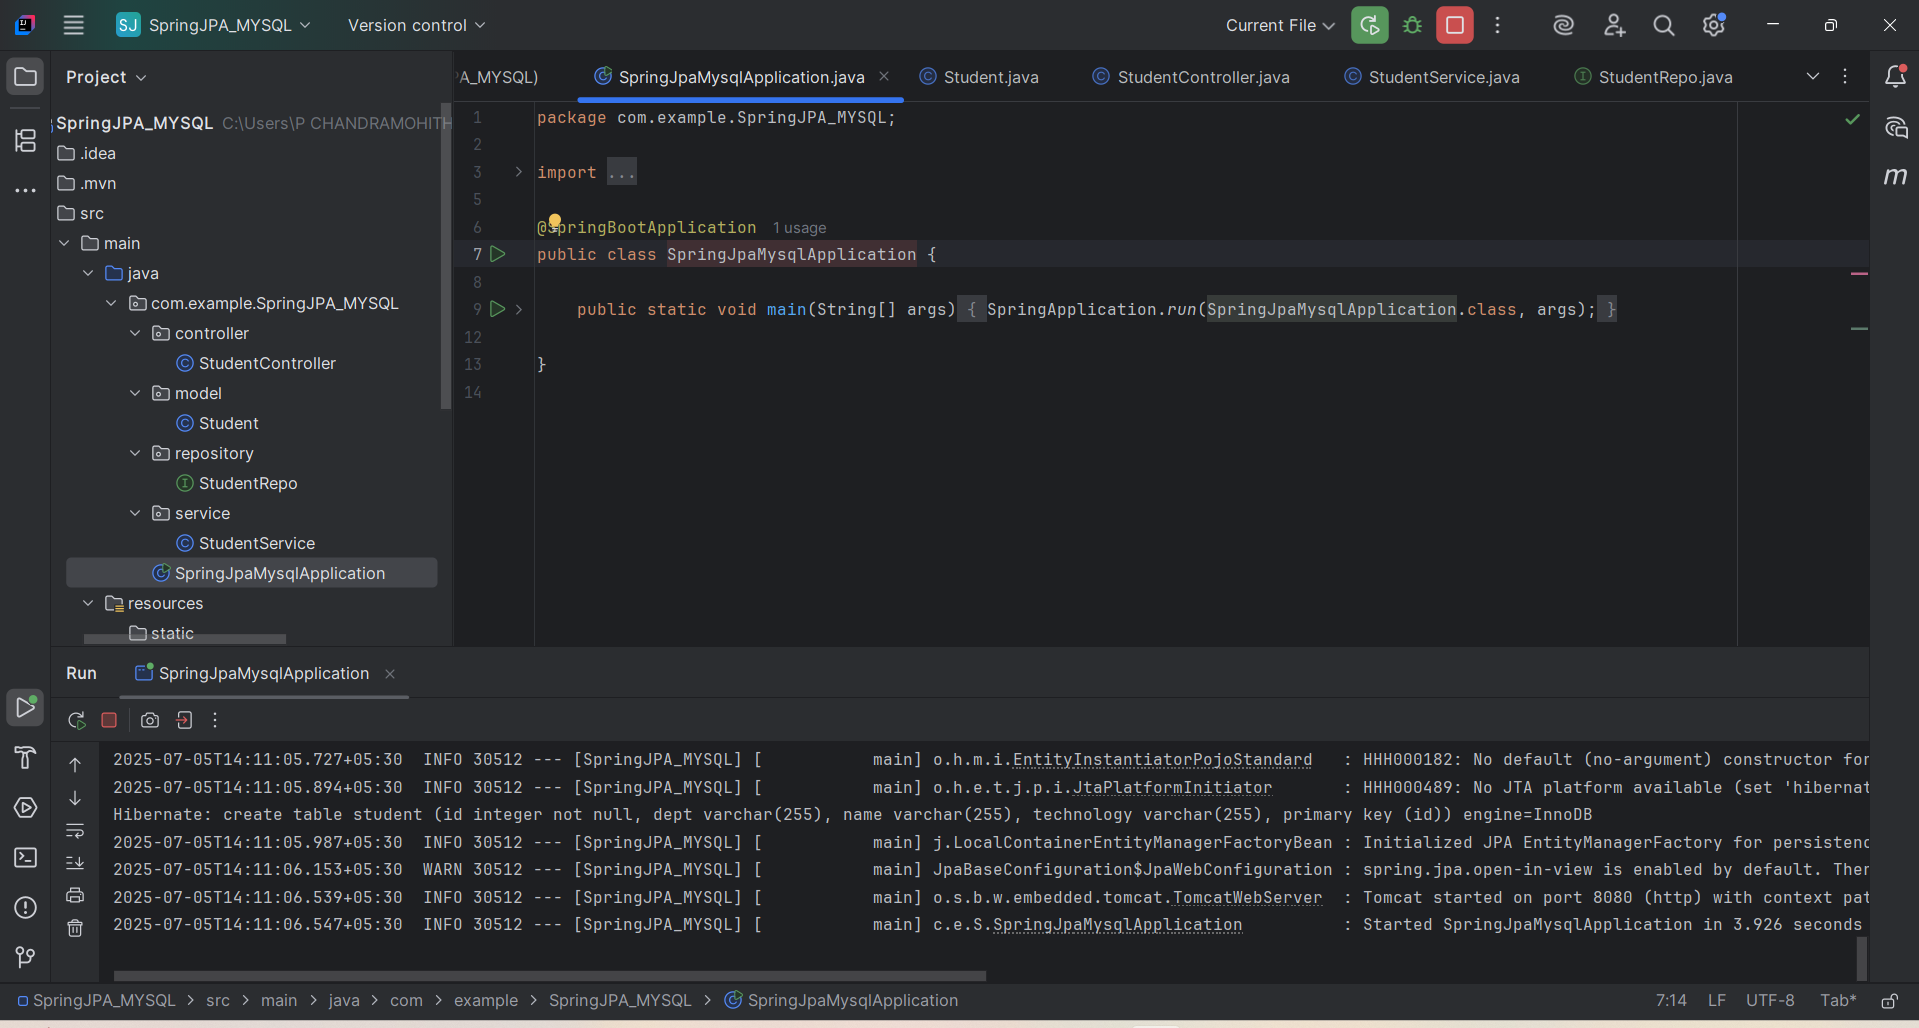 SJ SpringJPA_MYSQL Version control Current File
Project
SpringJPA_MYSQL C:\Users\P CHANDRAMOHITH
.idea
.mvn
src
main
java
com.example.SpringJPA_MYSQL
controller
StudentController
model
Student
repository
StudentRepo
service
StudentService
SpringJpaMysqlApplication
resources
static
A_MYSQL) SpringJpaMysqlApplication.java Student.java StudentController.java StudentService.java StudentRepo.java
1 package com.example.SpringJPA_MYSQL;
2
3 import ...
5
6 @SpringBootApplication 1 usage
7 public class SpringJpaMysqlApplication {
8
9 public static void main(String[] args) { SpringApplication.run(SpringJpaMysqlApplication.class, args); }
12
13 }
14
m
Run SpringJpaMysqlApplication
2025-07-05T14:11:05.727+05:30 INFO 30512 --- [SpringJPA_MYSQL] [ main] o.h.m.i.EntityInstantiatorPojoStandard : HHH000182: No default (no-argument) constructor for
2025-07-05T14:11:05.894+05:30 INFO 30512 --- [SpringJPA_MYSQL] [ main] o.h.e.t.j.p.i.JtaPlatformInitiator : HHH000489: No JTA platform available (set 'hibernat
Hibernate: create table student (id integer not null, dept varchar(255), name varchar(255), technology varchar(255), primary key (id)) engine=InnoDB
2025-07-05T14:11:05.987+05:30 INFO 30512 --- [SpringJPA_MYSQL] [ main] j.LocalContainerEntityManagerFactoryBean : Initialized JPA EntityManagerFactory for persistenc
2025-07-05T14:11:06.153+05:30 WARN 30512 --- [SpringJPA_MYSQL] [ main] JpaBaseConfiguration$JpaWebConfiguration : spring.jpa.open-in-view is enabled by default. Ther
2025-07-05T14:11:06.539+05:30 INFO 30512 --- [SpringJPA_MYSQL] [ main] o.s.b.w.embedded.tomcat.TomcatWebServer : Tomcat started on port 8080 (http) with context pat
2025-07-05T14:11:06.547+05:30 INFO 30512 --- [SpringJPA_MYSQL] [ main] c.e.S.SpringJpaMysqlApplication : Started SpringJpaMysqlApplication in 3.926 seconds
SpringJPA_MYSQL > src > main > java > com > example > SpringJPA_MYSQL > SpringJpaMysqlApplication 7:14 LF UTF-8 Tab*